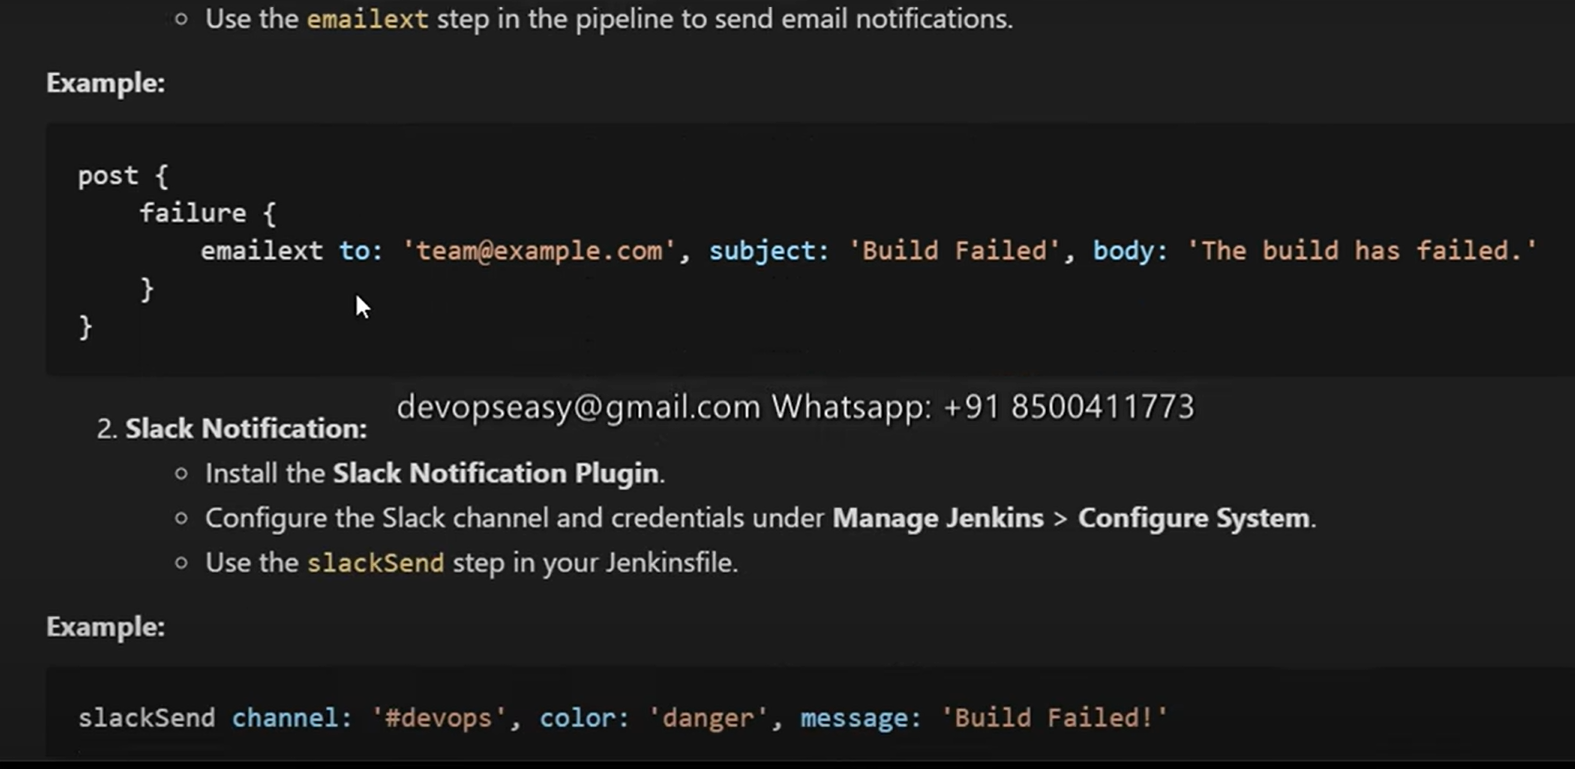 ○ Use the emailext step in the pipeline to send email notifications.
Example:
post {
    failure {
        emailext to: 'team@example.com', subject: 'Build Failed', body: 'The build has failed.'
    }
}
devopseasy@gmail.com Whatsapp: +91 8500411773
2. Slack Notification:
○ Install the Slack Notification Plugin.
○ Configure the Slack channel and credentials under Manage Jenkins > Configure System.
○ Use the slackSend step in your Jenkinsfile.
Example:
slackSend channel: '#devops', color: 'danger', message: 'Build Failed!'